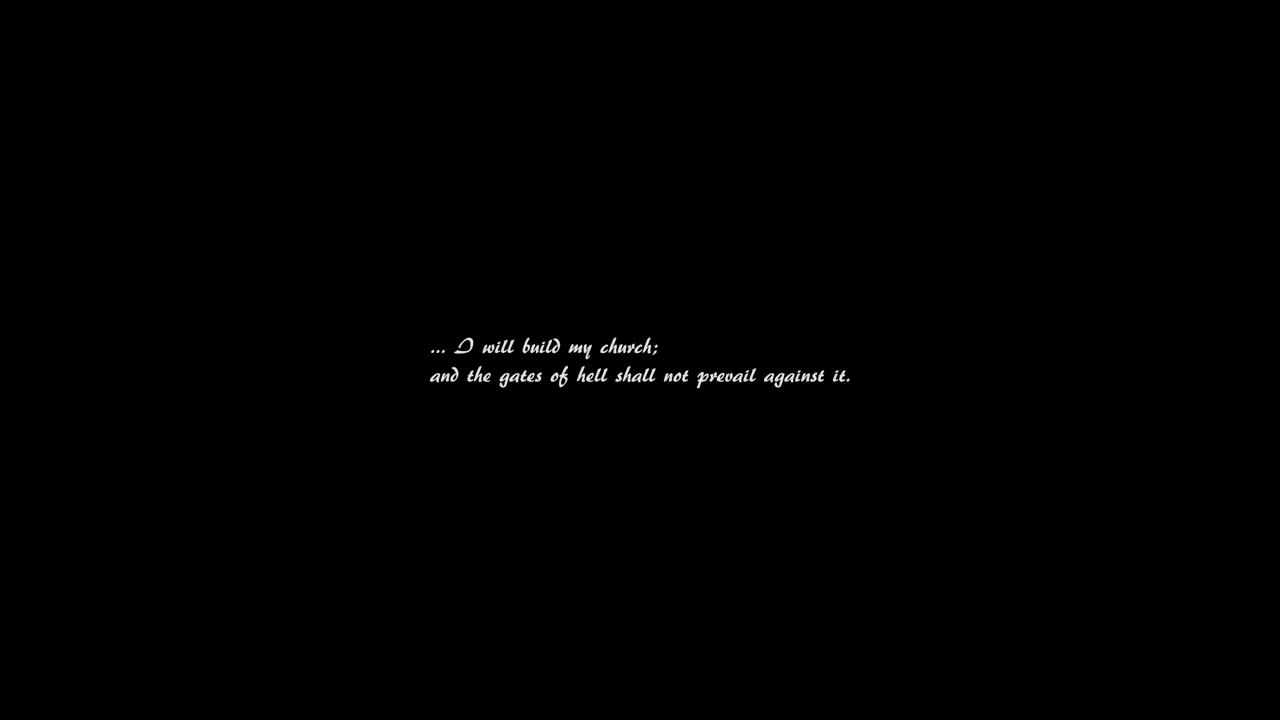 ... I will build my church;
and the gates of hell shall not prevail against it.